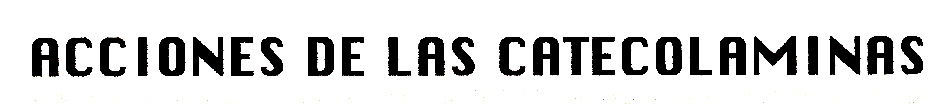 ACCIONES DE LAS CATECOLAMINAS